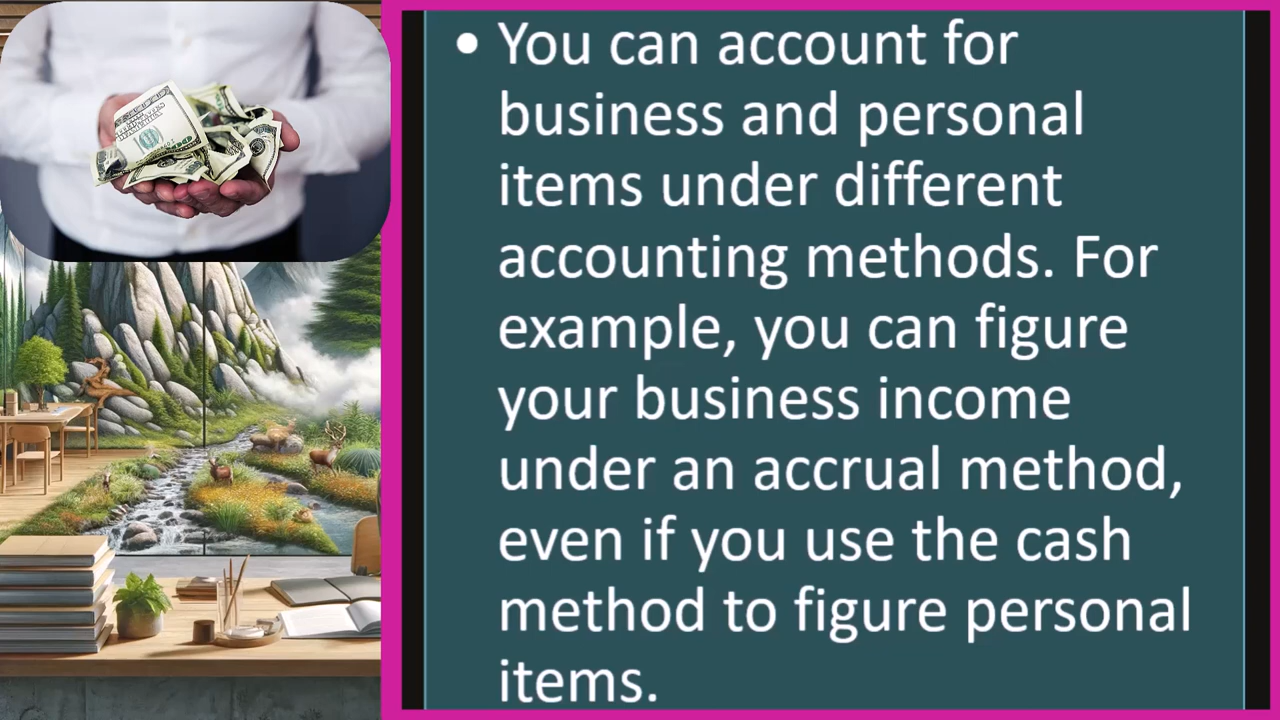 • You can account for
business and personal
items under different
accounting methods. For
example, you can figure
your business income
under an accrual method,
even if you use the cash
method to figure personal
items.